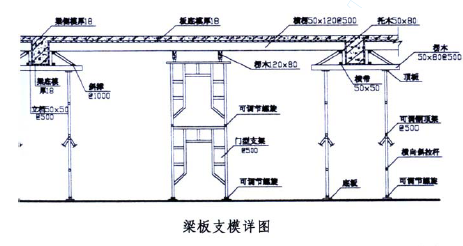 梁侧模厚18
板底模厚18
横楞50×120@500
托木50×80
楞木
50×80@500
梁底模
厚18
斜撑
@1000
楞木120×80
横带
50×50
顶板
立档50×50
@500
可调节螺旋
门型支架
@500
可调节螺旋
可调钢顶架
@500
横向斜拉杆
底板
可调节螺旋
梁板支模详图